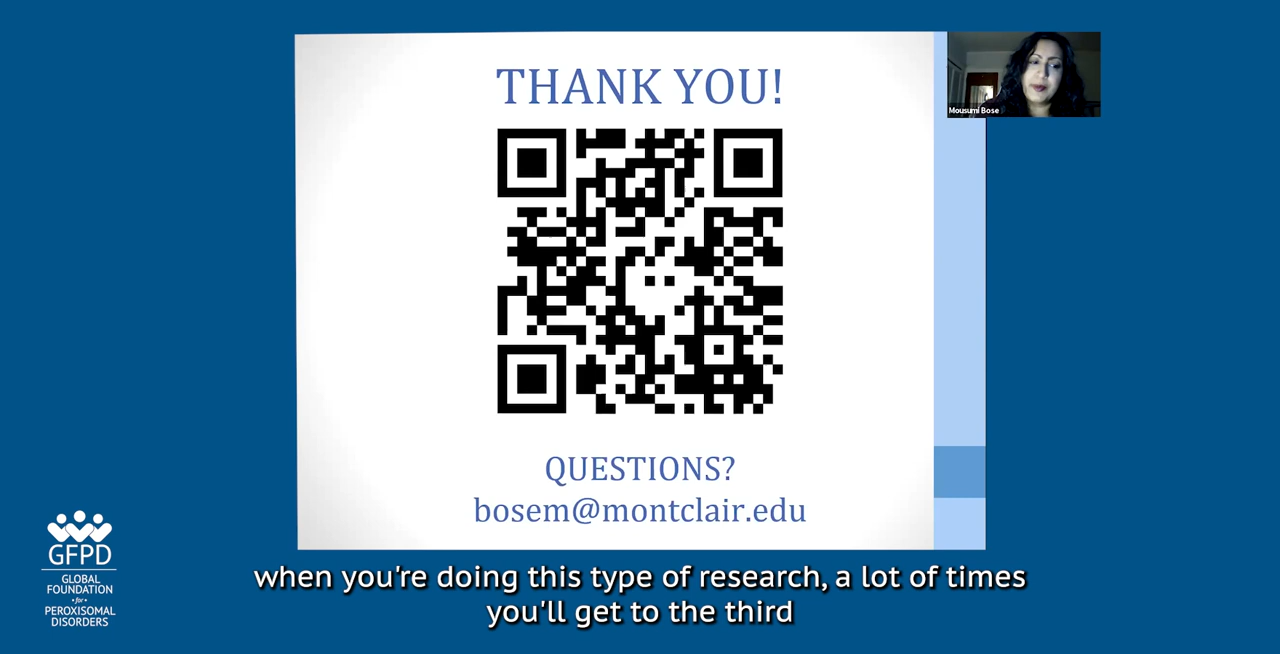 THANK YOU!
Mousumi Bose
QUESTIONS?
bosem@montclair.edu
GFPD
GLOBAL
FOUNDATION
•for•
PEROXISOMAL
DISORDERS
when you're doing this type of research, a lot of times
you'll get to the third